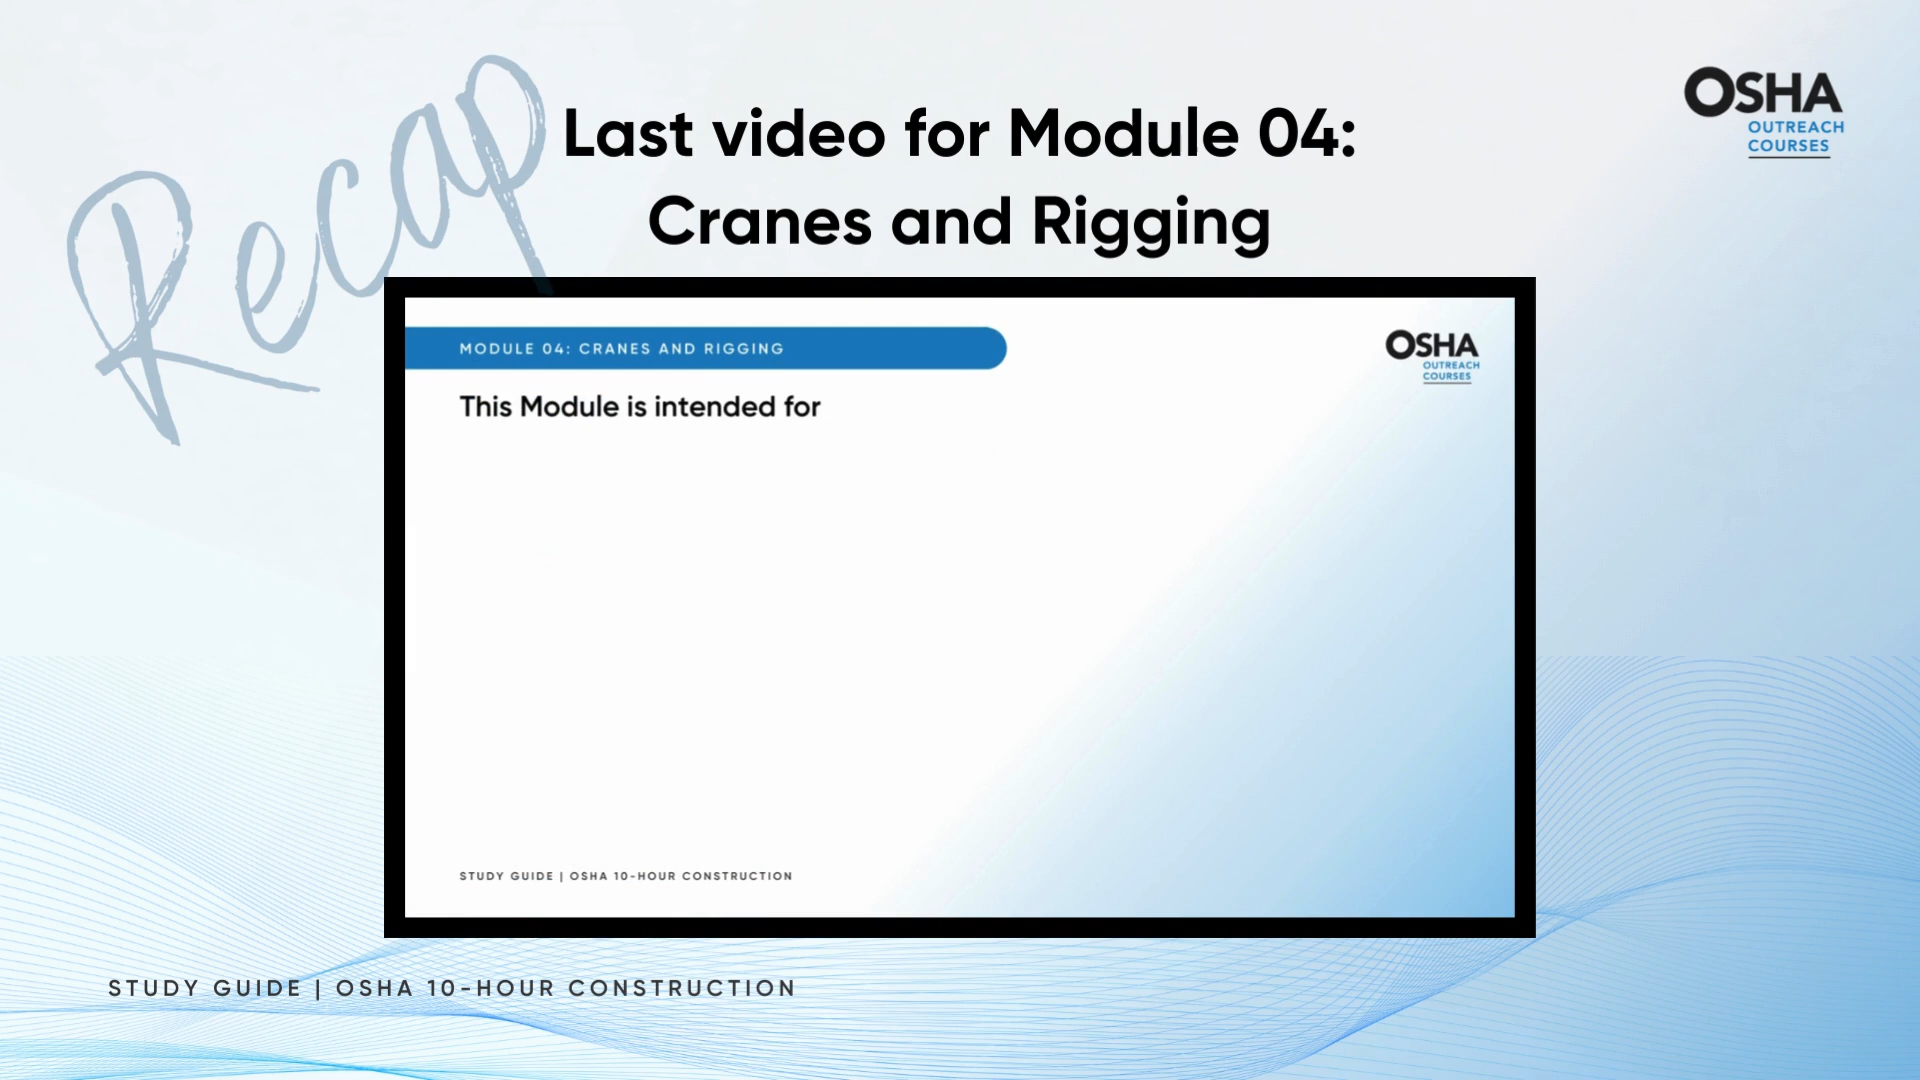 Recap
Last video for Module 04:
Cranes and Rigging
OSHA
OUTREACH
COURSES
MODULE 04: CRANES AND RIGGING
OSHA
OUTREACH
COURSES
This Module is intended for
STUDY GUIDE | OSHA 10-HOUR CONSTRUCTION
STUDY GUIDE | OSHA 10-HOUR CONSTRUCTION